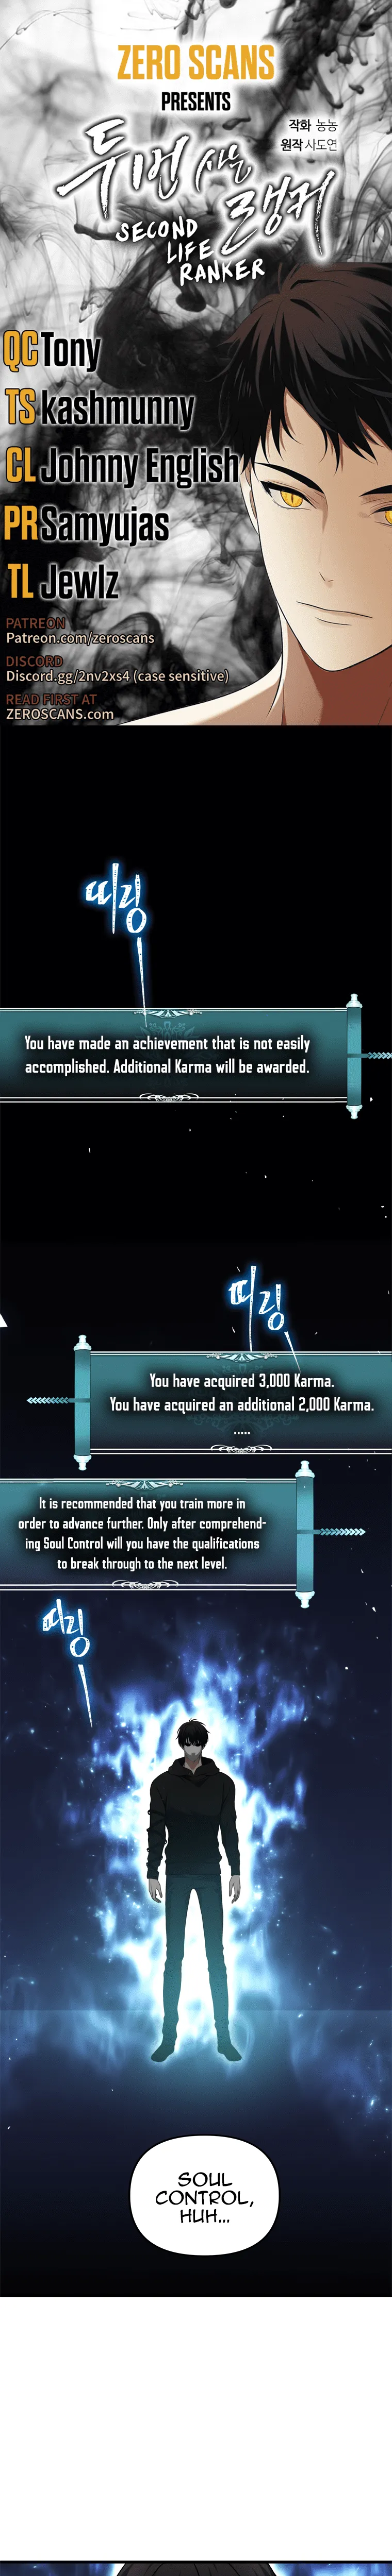 ZERO SCANS
PRESENTS
작화 농농
원작 사도연
두번 사는
랭커
SECOND
LIFE
RANKER
QC Tony
TS kashmunny
CL Johnny English
PR Samyujas
TL Jewlz
PATREON
Patreon.com/zeroscans
DISCORD
Discord.gg/2nv2xs4 (case sensitive)
READ FIRST AT
ZEROSCANS.com
띠링
You have made an achievement that is not easily
accomplished. Additional Karma will be awarded.
띠링
You have acquired 3,000 Karma.
You have acquired an additional 2,000 Karma.
.....
It is recommended that you train more in
order to advance further. Only after comprehend-
ing Soul Control will you have the qualifications
to break through to the next level.
띠링
SOUL
CONTROL,
HUH...